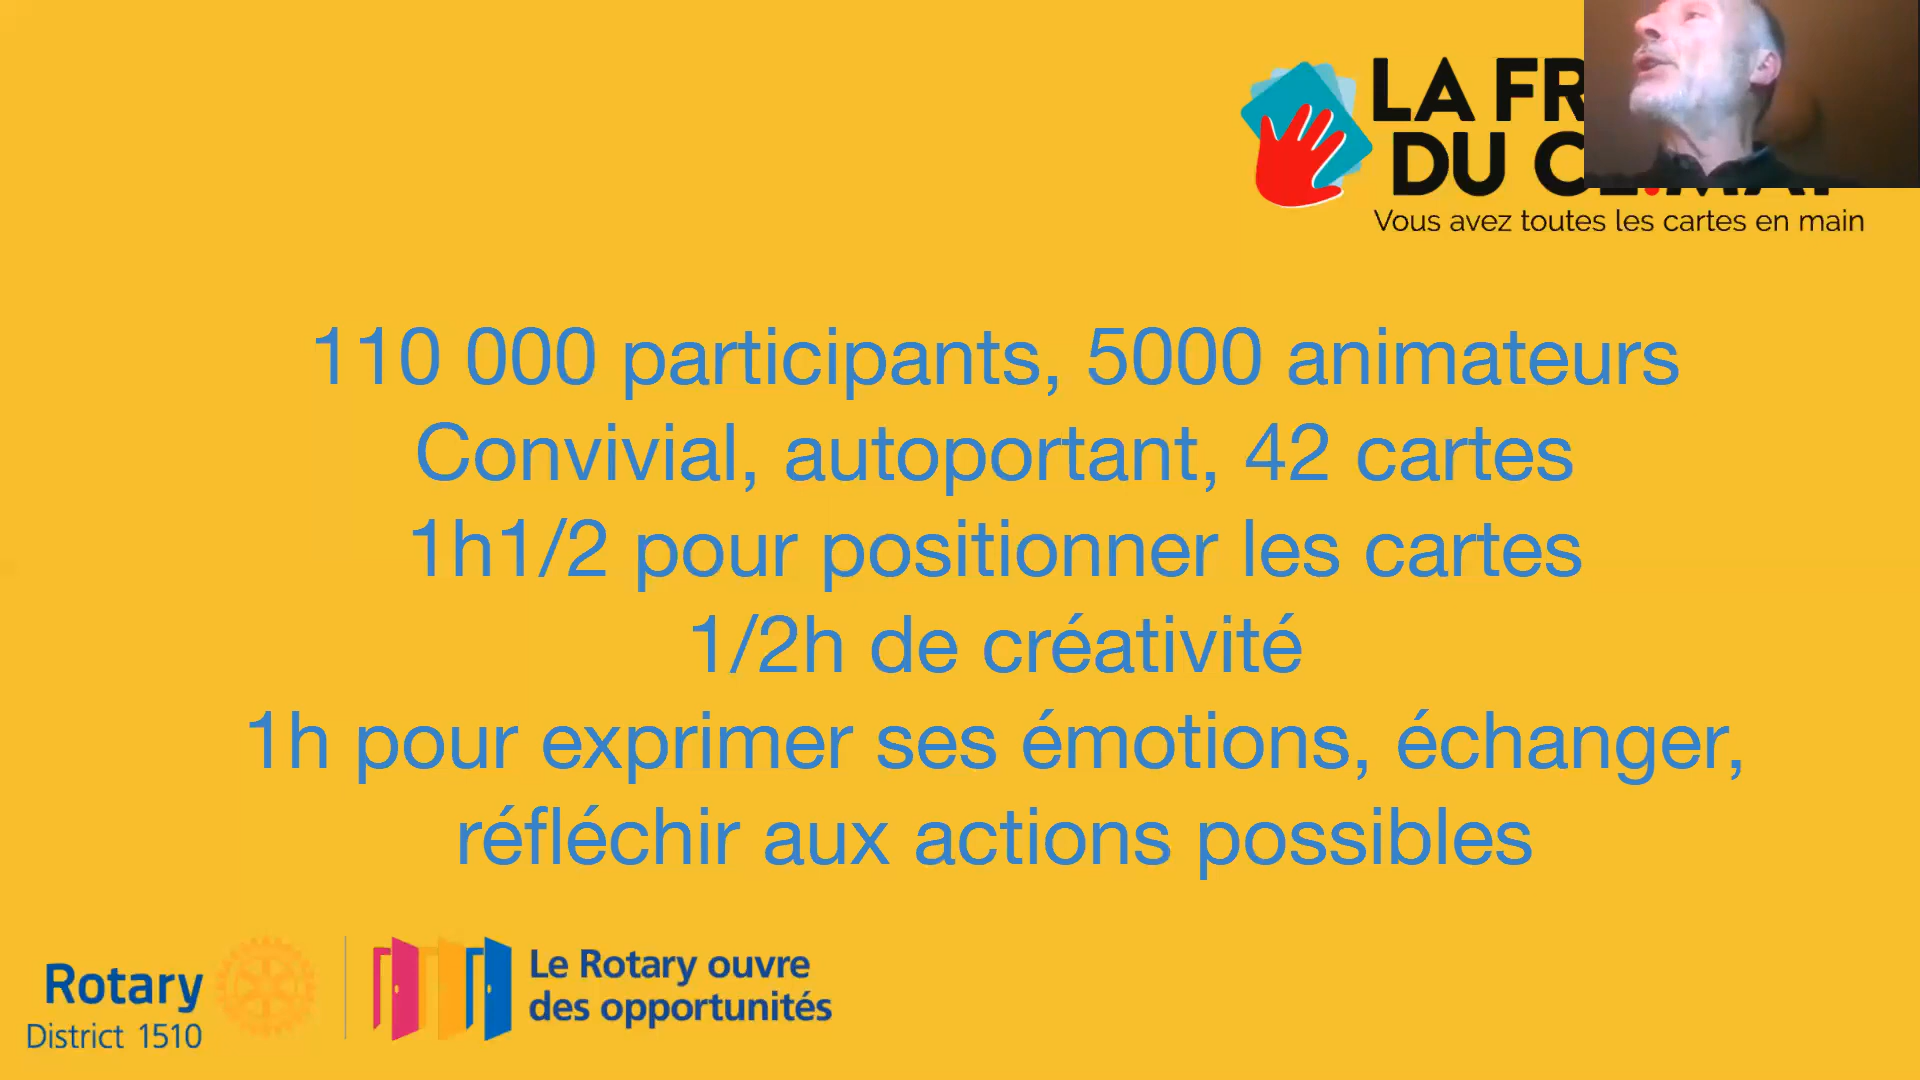 LA FR
DU C
Vous avez toutes les cartes en main
110 000 participants, 5000 animateurs
Convivial, autoportant, 42 cartes
1h1/2 pour positionner les cartes
1/2h de créativité
1h pour exprimer ses émotions, échanger,
réfléchir aux actions possibles
Rotary
District 1510
Le Rotary ouvre
des opportunités